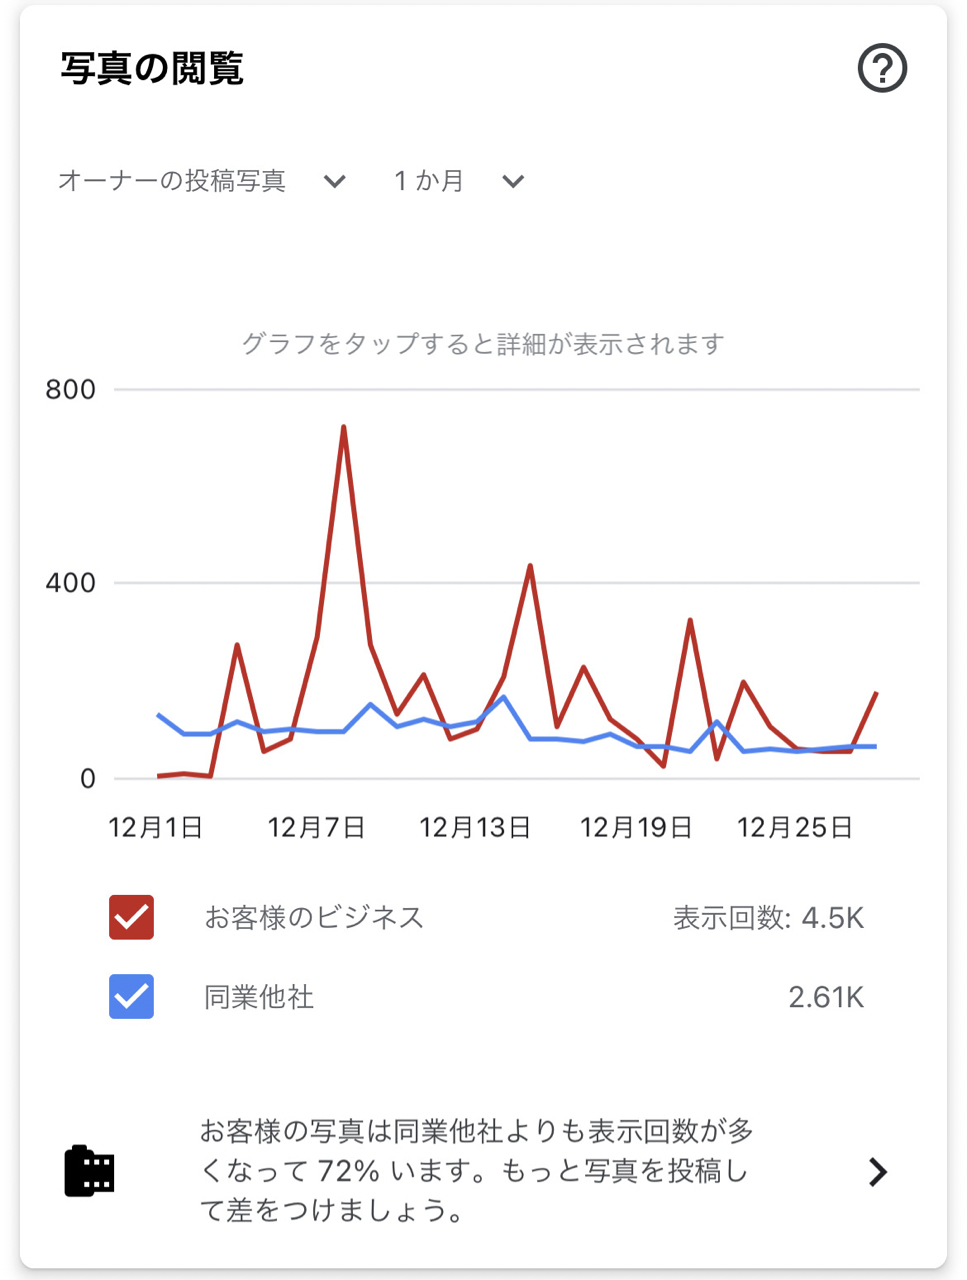 写真の閲覧
オーナーの投稿写真 1 か月
グラフをタップすると詳細が表示されます
800
400
0
12月1日 12月7日 12月13日 12月19日 12月25日
お客様のビジネス 表示回数: 4.5K
同業他社 2.61K
お客様の写真は同業他社よりも表示回数が多
くなって 72% います。もっと写真を投稿し
て差をつけましょう。